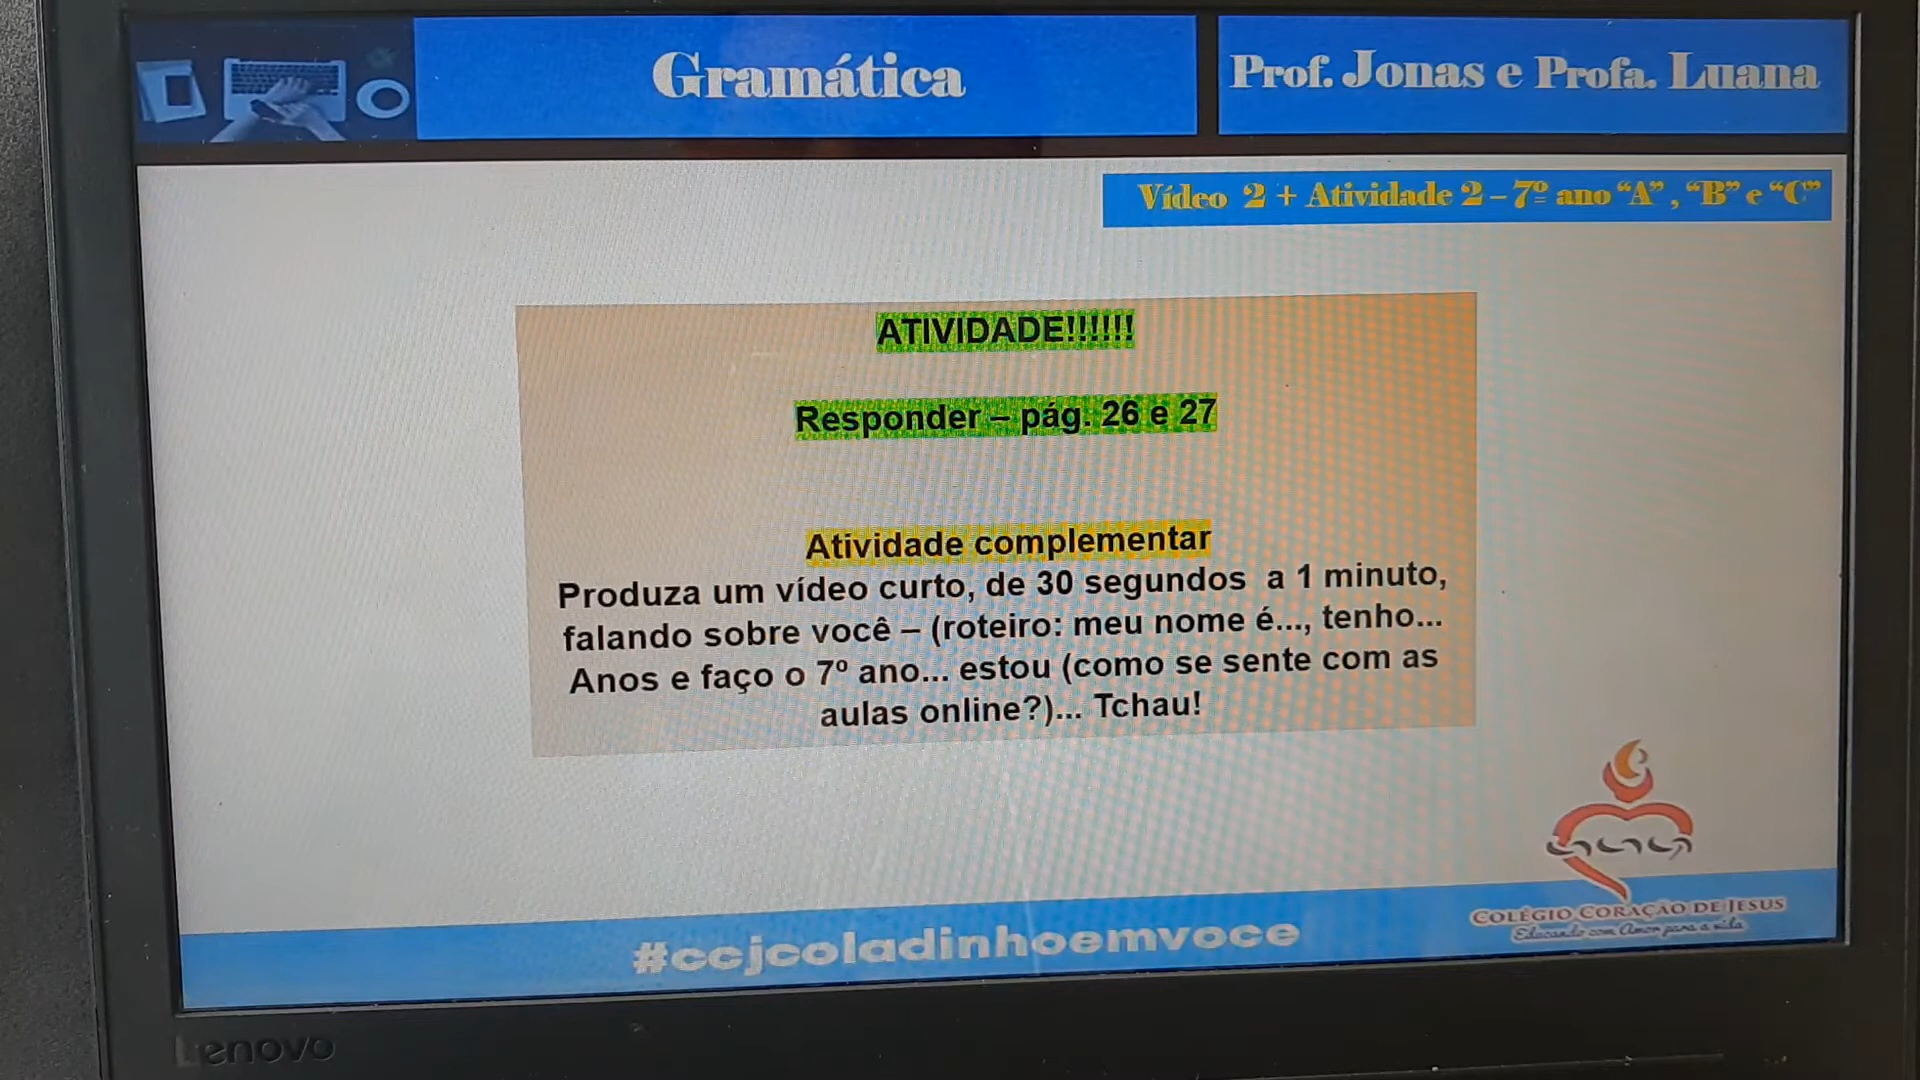 Gramática
Prof. Jonas e Profa. Luana
Vídeo 2 + Atividade 2 – 7º ano “A” , “B” e “C”
ATIVIDADE!!!!!!
Responder – pág. 26 e 27
Atividade complementar
Produza um vídeo curto, de 30 segundos a 1 minuto,
falando sobre você – (roteiro: meu nome é..., tenho...
Anos e faço o 7º ano... estou (como se sente com as
aulas online?)... Tchau!
COLÉGIO CORAÇÃO DE JESUS
Educando com Amor para a vida
#ccjcoladinhoemvoce
Lenovo